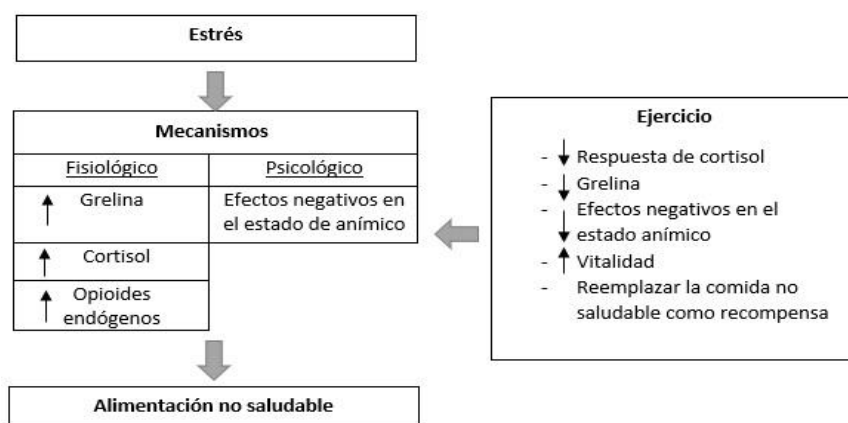 Estrés
Mecanismos
Fisiológico
Psicológico
↑ Grelina
Efectos negativos en
el estado de anímico
↑ Cortisol
↑ Opioides
endógenos
Alimentación no saludable
Ejercicio
- ↓ Respuesta de cortisol
- ↓ Grelina
- ↓ Efectos negativos en el
estado anímico
- ↑ Vitalidad
- Reemplazar la comida no
saludable como recompensa